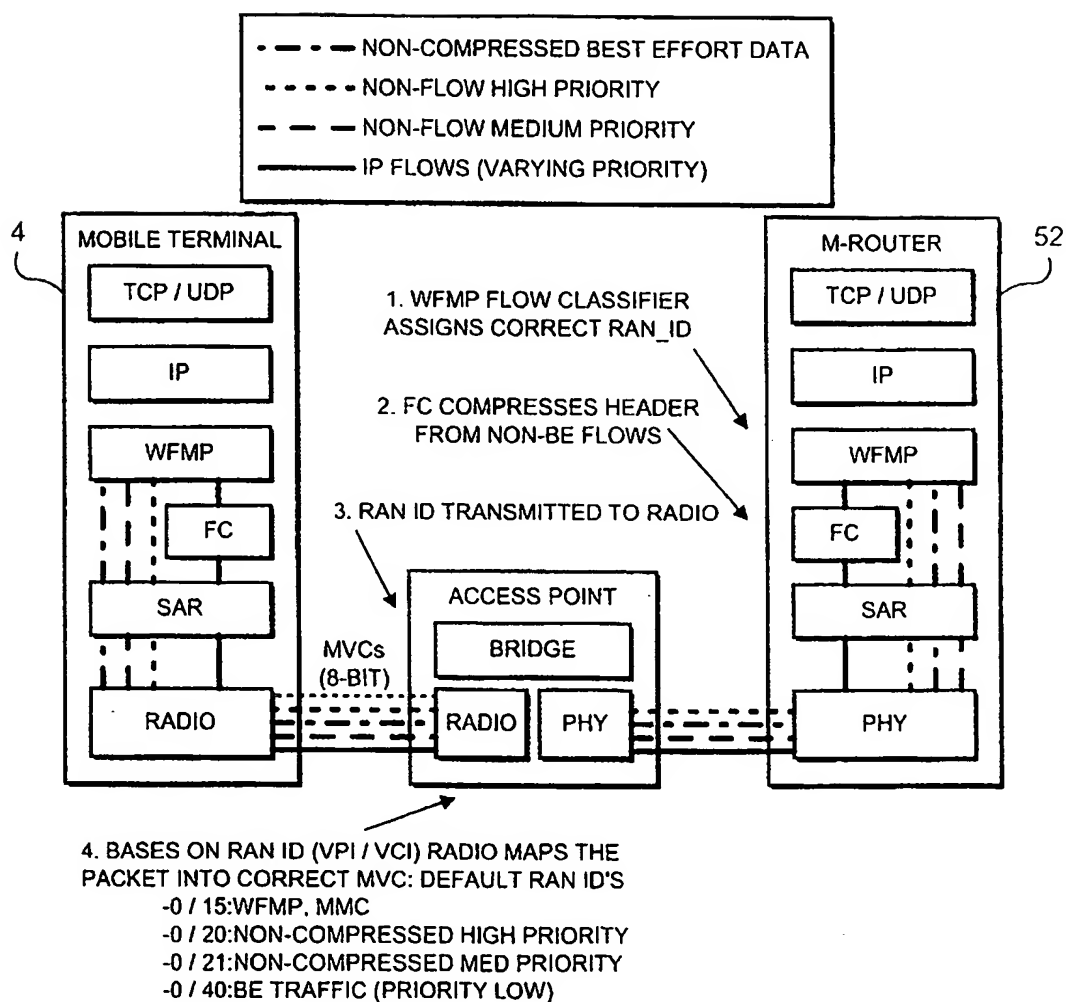 NON-COMPRESSED BEST EFFORT DATA
NON-FLOW HIGH PRIORITY
NON-FLOW MEDIUM PRIORITY
IP FLOWS (VARYING PRIORITY)
4
MOBILE TERMINAL
TCP / UDP
IP
WFMP
FC
SAR
RADIO
1. WFMP FLOW CLASSIFIER
ASSIGNS CORRECT RAN_ID
2. FC COMPRESSES HEADER
FROM NON-BE FLOWS
3. RAN ID TRANSMITTED TO RADIO
MVCs
(8-BIT)
ACCESS POINT
BRIDGE
RADIO
PHY
52
M-ROUTER
TCP / UDP
IP
WFMP
FC
SAR
PHY
4. BASES ON RAN ID (VPI / VCI) RADIO MAPS THE
PACKET INTO CORRECT MVC: DEFAULT RAN ID'S
-0 / 15:WFMP, MMC
-0 / 20:NON-COMPRESSED HIGH PRIORITY
-0 / 21:NON-COMPRESSED MED PRIORITY
-0 / 40:BE TRAFFIC (PRIORITY LOW)